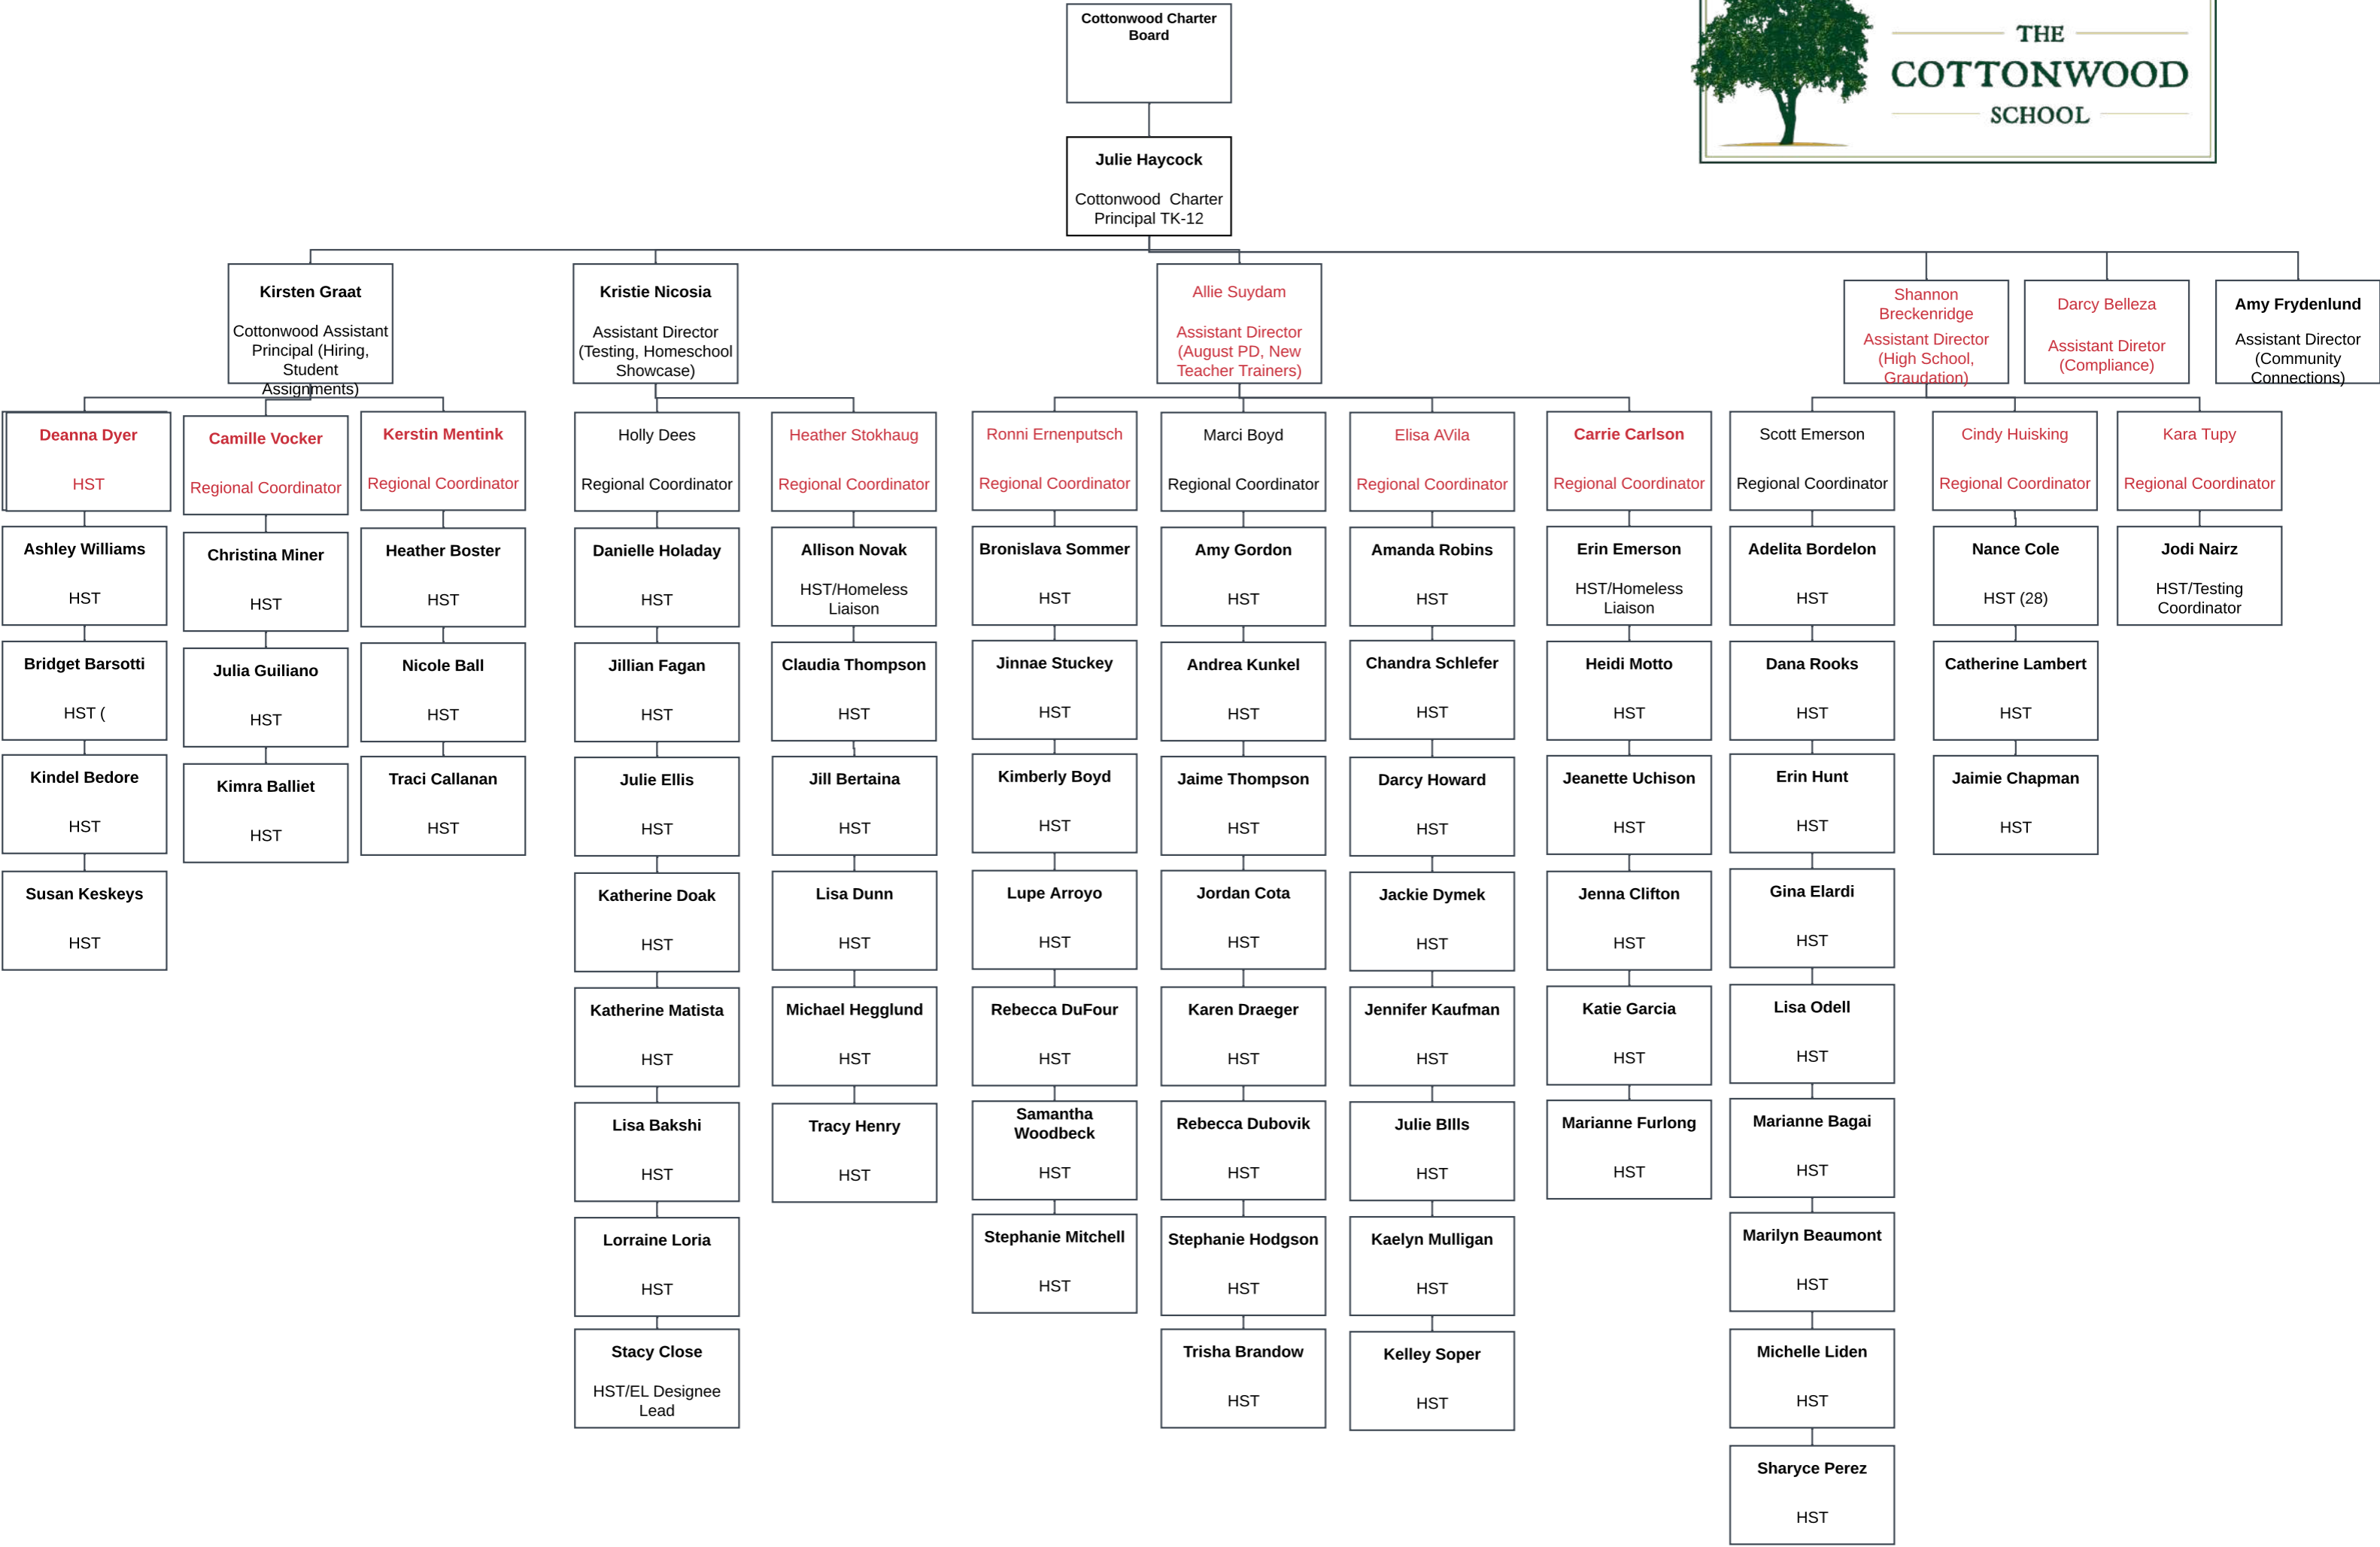 Cottonwood Charter
Board
THE
COTTONWOOD
SCHOOL
Julie Haycock
Cottonwood Charter
Principal TK-12
Kirsten Graat
Cottonwood Assistant
Principal (Hiring,
Student
Assignments)
Kristie Nicosia
Assistant Director
(Testing, Homeschool
Showcase)
Allie Suydam
Assistant Director
(August PD, New
Teacher Trainers)
Shannon
Breckenridge
Assistant Director
(High School,
Graudation)
Darcy Belleza
Assistant Diretor
(Compliance)
Amy Frydenlund
Assistant Director
(Community
Connections)
Deanna Dyer
HST
Ashley Williams
HST
Bridget Barsotti
HST (
Kindel Bedore
HST
Susan Keskeys
HST
Camille Vocker
Regional Coordinator
Christina Miner
HST
Julia Guiliano
HST
Kimra Balliet
HST
Kerstin Mentink
Regional Coordinator
Heather Boster
HST
Nicole Ball
HST
Traci Callanan
HST
Holly Dees
Regional Coordinator
Danielle Holaday
HST
Jillian Fagan
HST
Julie Ellis
HST
Katherine Doak
HST
Katherine Matista
HST
Lisa Bakshi
HST
Lorraine Loria
HST
Stacy Close
HST/EL Designee
Lead
Heather Stokhaug
Regional Coordinator
Allison Novak
HST/Homeless
Liaison
Claudia Thompson
HST
Jill Bertaina
HST
Lisa Dunn
HST
Michael Hegglund
HST
Tracy Henry
HST
Ronni Ernenputsch
Regional Coordinator
Bronislava Sommer
HST
Jinnae Stuckey
HST
Kimberly Boyd
HST
Lupe Arroyo
HST
Rebecca DuFour
HST
Samantha
Woodbeck
HST
Stephanie Mitchell
HST
Marci Boyd
Regional Coordinator
Amy Gordon
HST
Andrea Kunkel
HST
Jaime Thompson
HST
Jordan Cota
HST
Karen Draeger
HST
Rebecca Dubovik
HST
Stephanie Hodgson
HST
Trisha Brandow
HST
Elisa AVila
Regional Coordinator
Amanda Robins
HST
Chandra Schlefer
HST
Darcy Howard
HST
Jackie Dymek
HST
Jennifer Kaufman
HST
Julie BIlls
HST
Kaelyn Mulligan
HST
Kelley Soper
HST
Carrie Carlson
Regional Coordinator
Erin Emerson
HST/Homeless
Liaison
Heidi Motto
HST
Jeanette Uchison
HST
Jenna Clifton
HST
Katie Garcia
HST
Marianne Furlong
HST
Scott Emerson
Regional Coordinator
Adelita Bordelon
HST
Dana Rooks
HST
Erin Hunt
HST
Gina Elardi
HST
Lisa Odell
HST
Marianne Bagai
HST
Marilyn Beaumont
HST
Michelle Liden
HST
Sharyce Perez
HST
Cindy Huisking
Regional Coordinator
Nance Cole
HST (28)
Catherine Lambert
HST
Jaimie Chapman
HST
Kara Tupy
Regional Coordinator
Jodi Nairz
HST/Testing
Coordinator